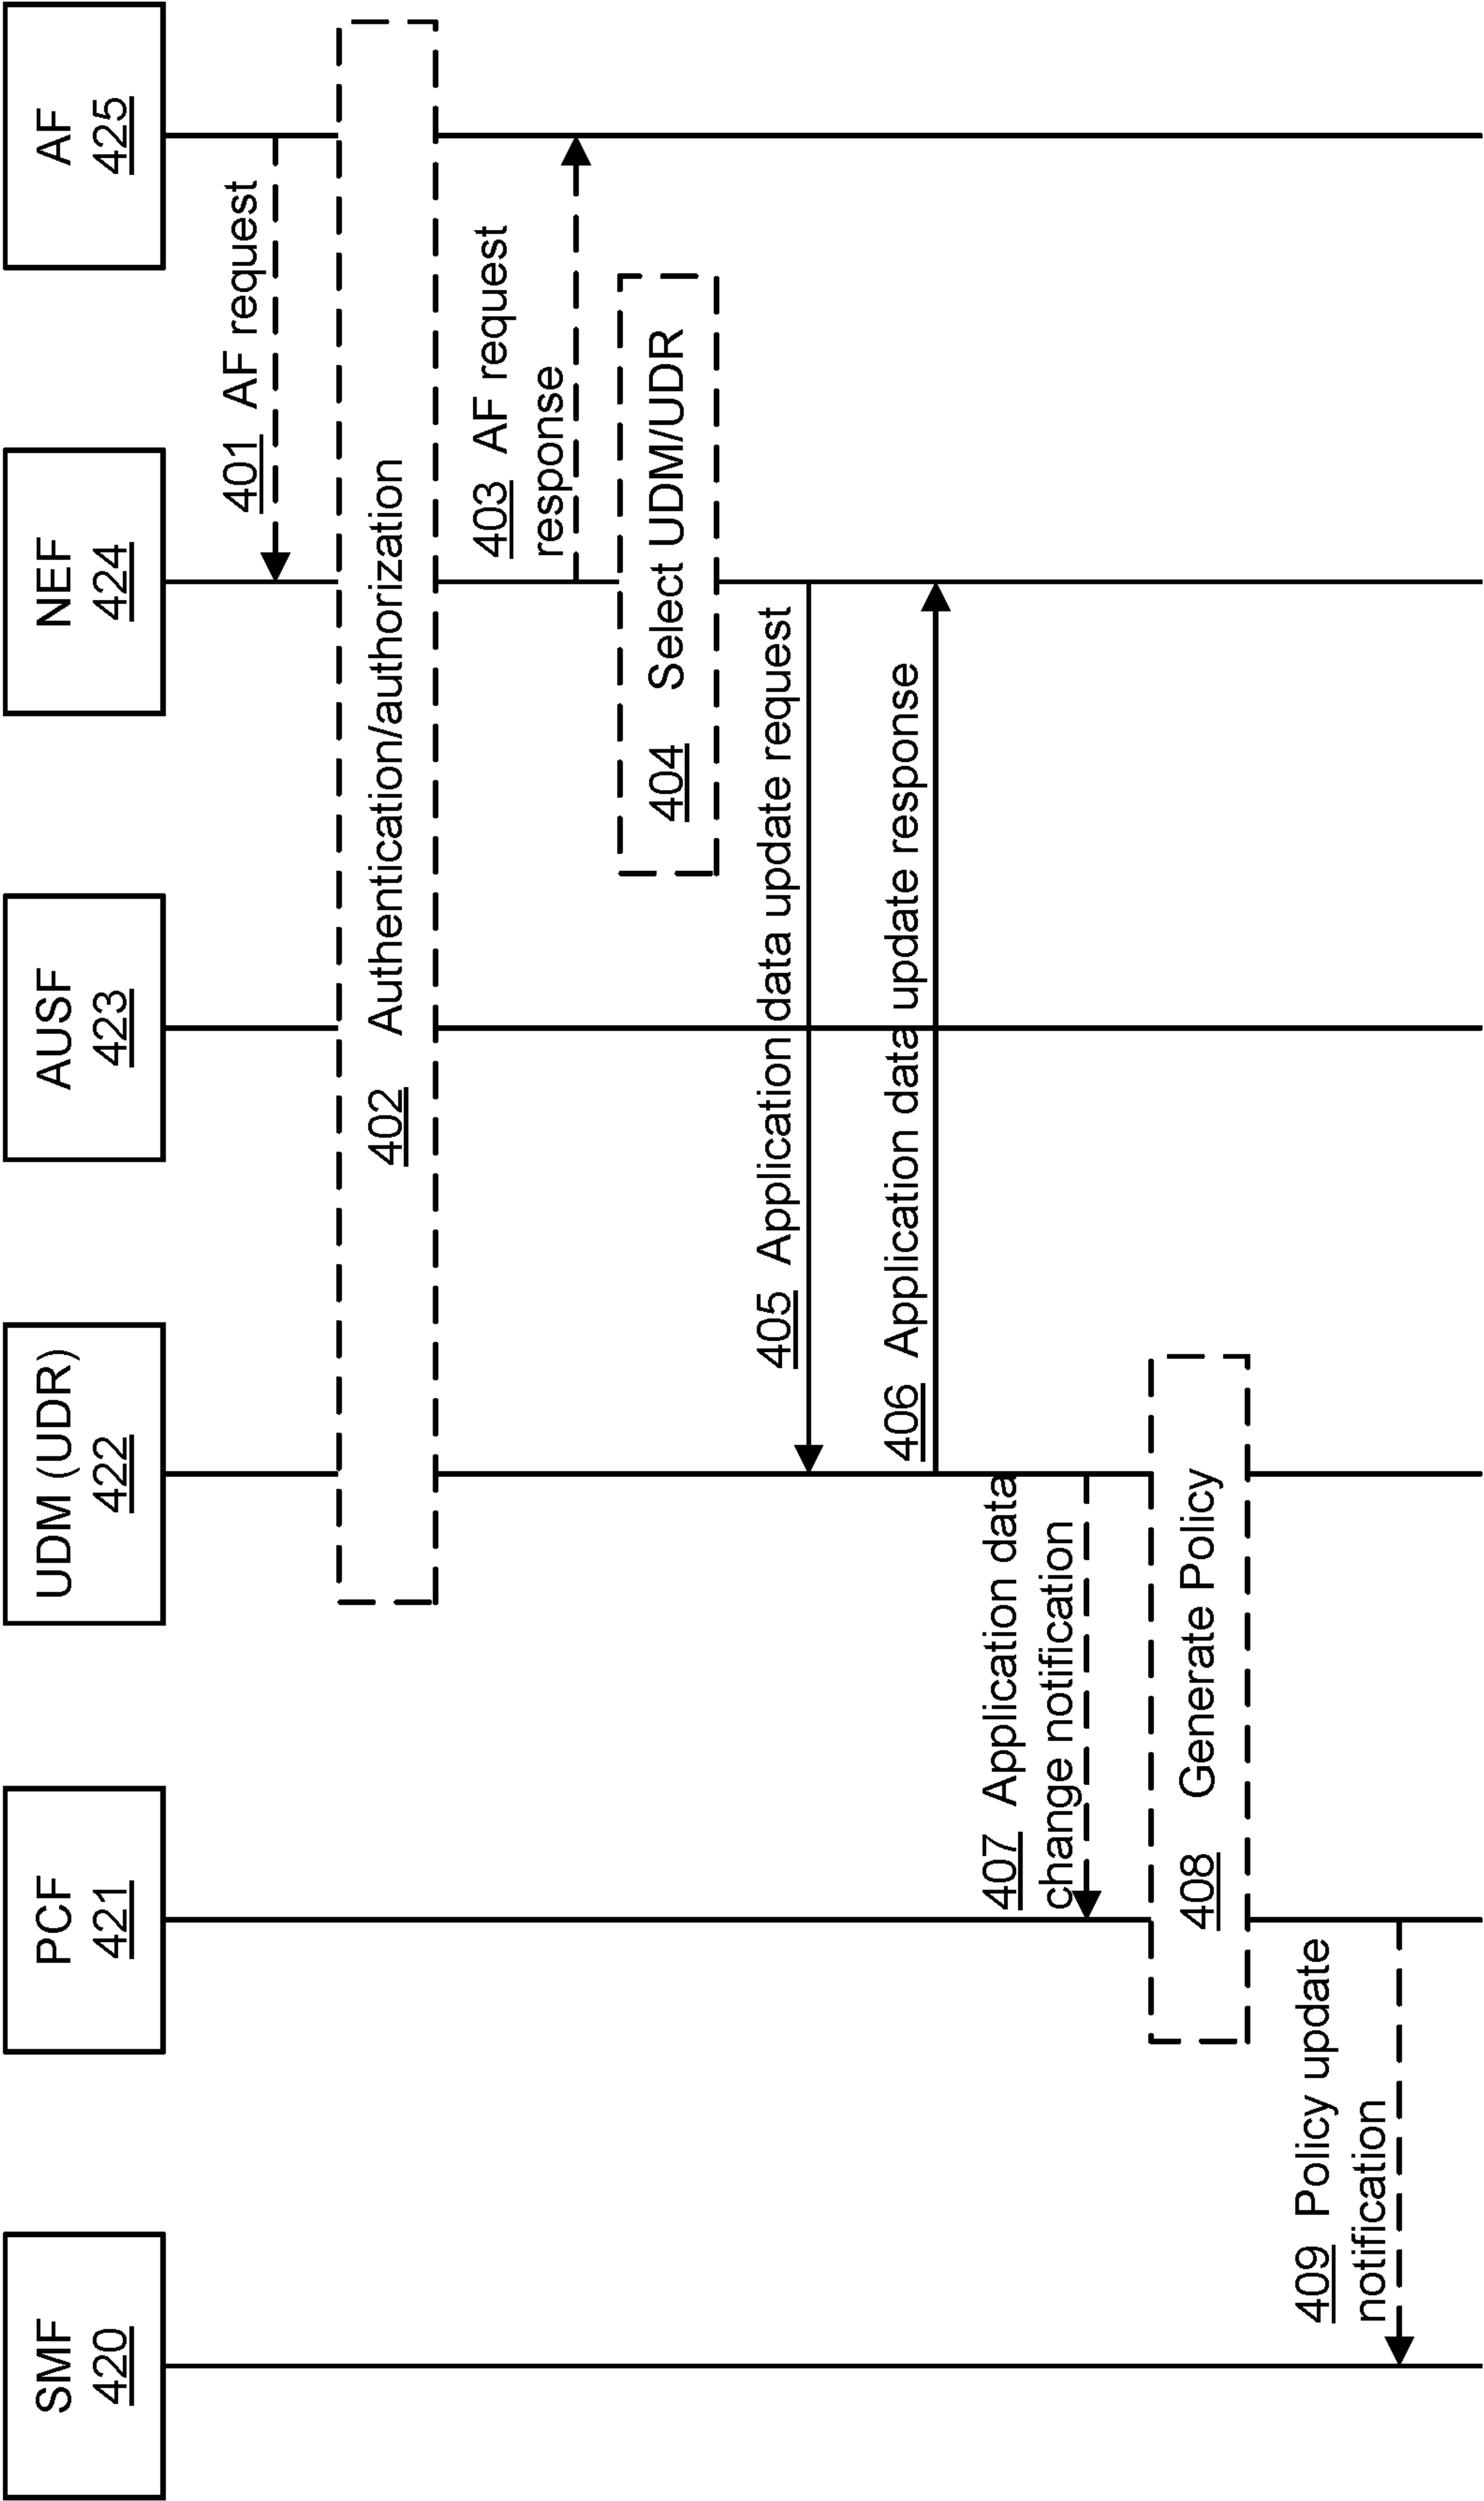 SMF
420
PCF
421
UDM (UDR)
422
AUSF
423
NEF
424
AF
425
401 AF request
402 Authentication/authorization
403 AF request
response
404 Select UDM/UDR
405 Application data update request
406 Application data update response
407 Application data
change notification
408 Generate Policy
409 Policy update
notification